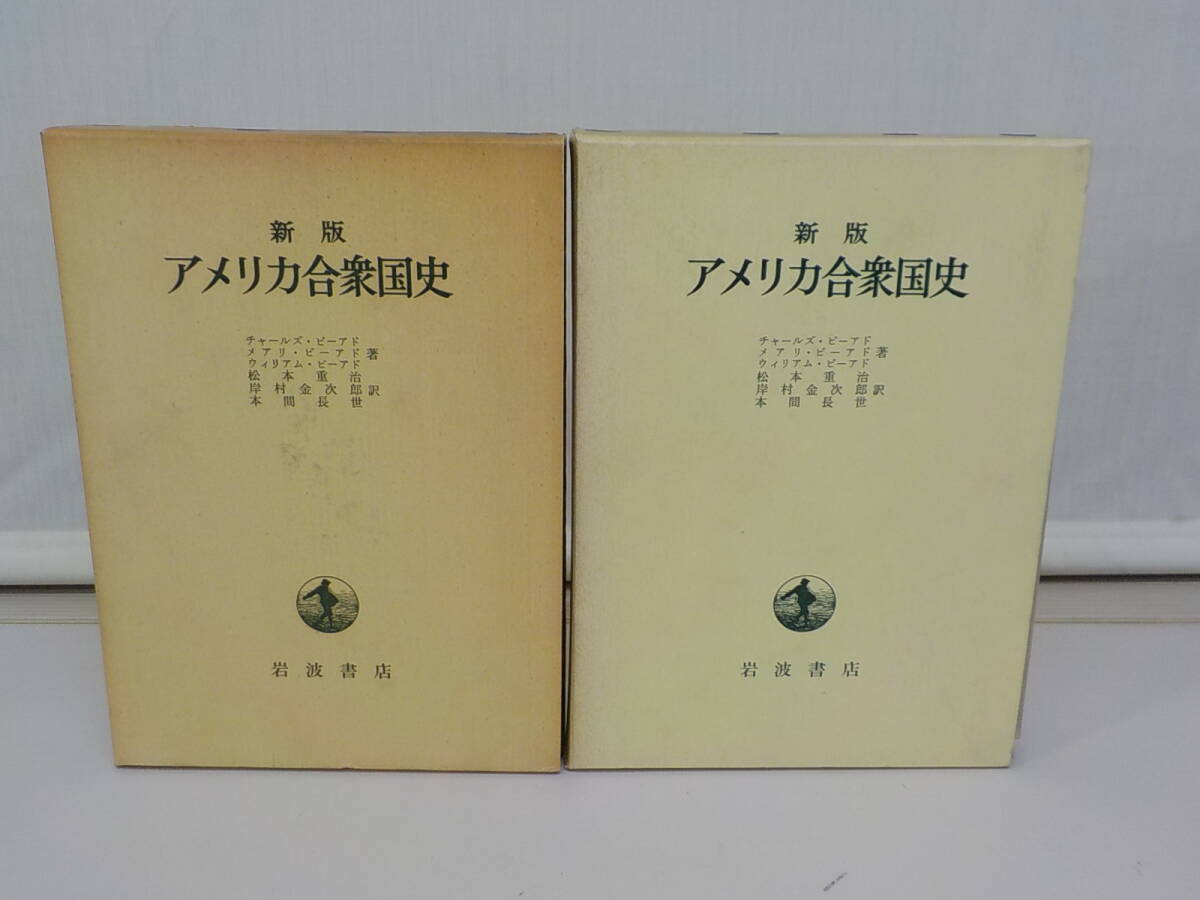 新版
アメリカ合衆国史
チャールズ・ビーアド
メアリ・ビーアド 著
ウィリアム・ビーアド
松本重治
岸村金次郎 訳
本間長世
岩波書店
新版
アメリカ合衆国史
チャールズ・ビーアド
メアリ・ビーアド 著
ウィリアム・ビーアド
松本重治
岸村金次郎 訳
本間長世
岩波書店